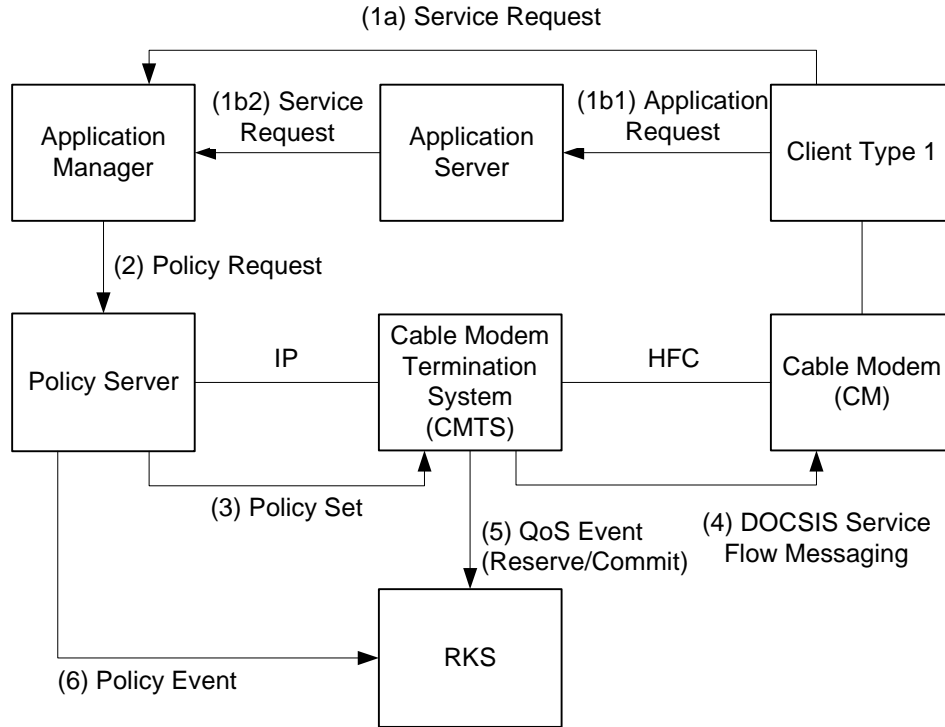 (1a) Service Request
(1b2) Service
Request
(1b1) Application
Request
Application
Manager
Application
Server
Client Type 1
(2) Policy Request
Policy Server
IP
Cable Modem
Termination
System
(CMTS)
HFC
Cable Modem
(CM)
(3) Policy Set
(5) QoS Event
(Reserve/Commit)
(4) DOCSIS Service
Flow Messaging
RKS
(6) Policy Event